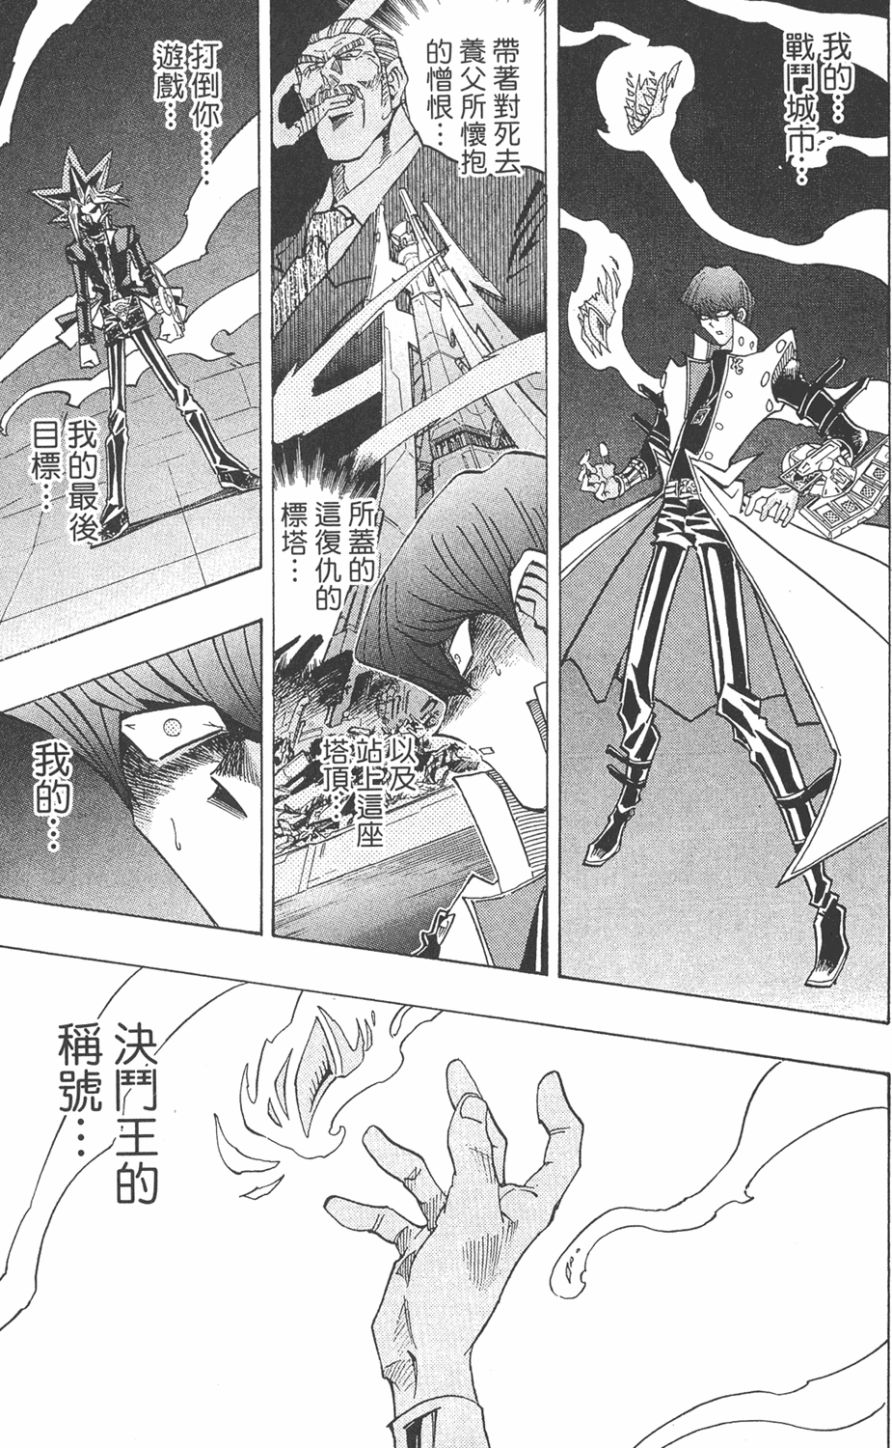 我的…
戰鬥城市…
帶著對死去
養父所懷抱
的憎恨…
所蓋的
這復仇的
標塔…
以及
站上這座
塔頂…
打倒你……
遊戲…
我的最後
目標…
我的…
決鬥王的
稱號…